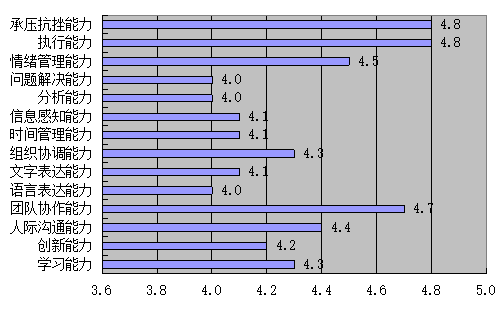 承压抗挫能力 4.8
执行能力 4.8
情绪管理能力 4.5
问题解决能力 4.0
分析能力 4.0
信息感知能力 4.1
时间管理能力 4.1
组织协调能力 4.3
文字表达能力 4.1
语言表达能力 4.0
团队协作能力 4.7
人际沟通能力 4.4
创新能力 4.2
学习能力 4.3
3.6 3.8 4.0 4.2 4.4 4.6 4.8 5.0